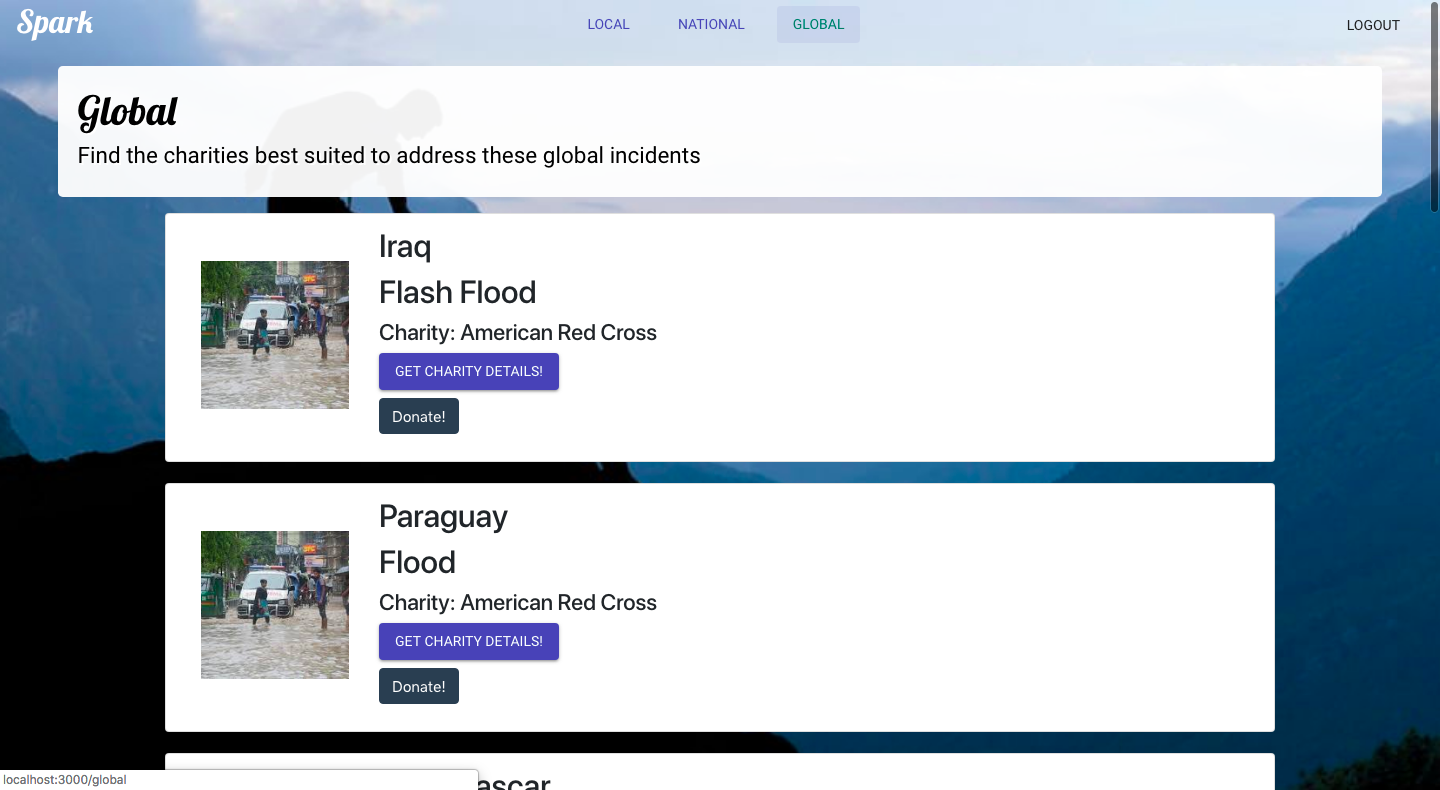 Spark
LOCAL
NATIONAL
GLOBAL
LOGOUT
Global
Find the charities best suited to address these global incidents
Iraq
Flash Flood
Charity: American Red Cross
GET CHARITY DETAILS!
Donate!
Paraguay
Flood
Charity: American Red Cross
GET CHARITY DETAILS!
Donate!
ascar
localhost:3000/global